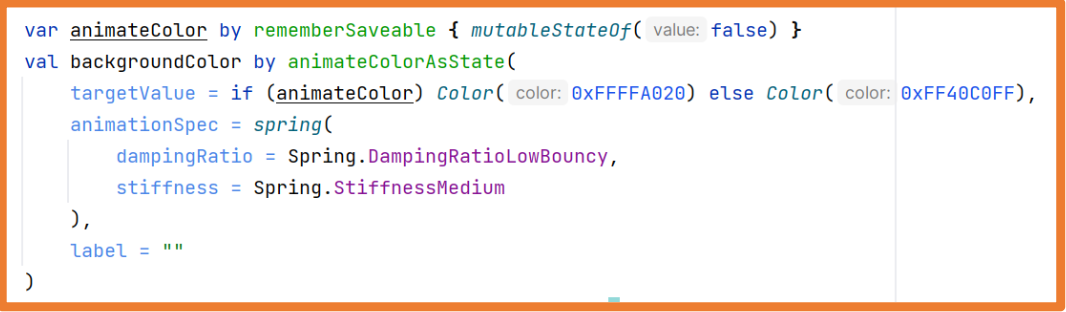 var animateColor by rememberSaveable { mutableStateOf( value: false) }
val backgroundColor by animateColorAsState(
targetValue = if (animateColor) Color( color: 0xFFFFA020) else Color( color: 0xFF40C0FF),
animationSpec = spring(
dampingRatio = Spring.DampingRatioLowBouncy,
stiffness = Spring.StiffnessMedium
),
label = ""
)